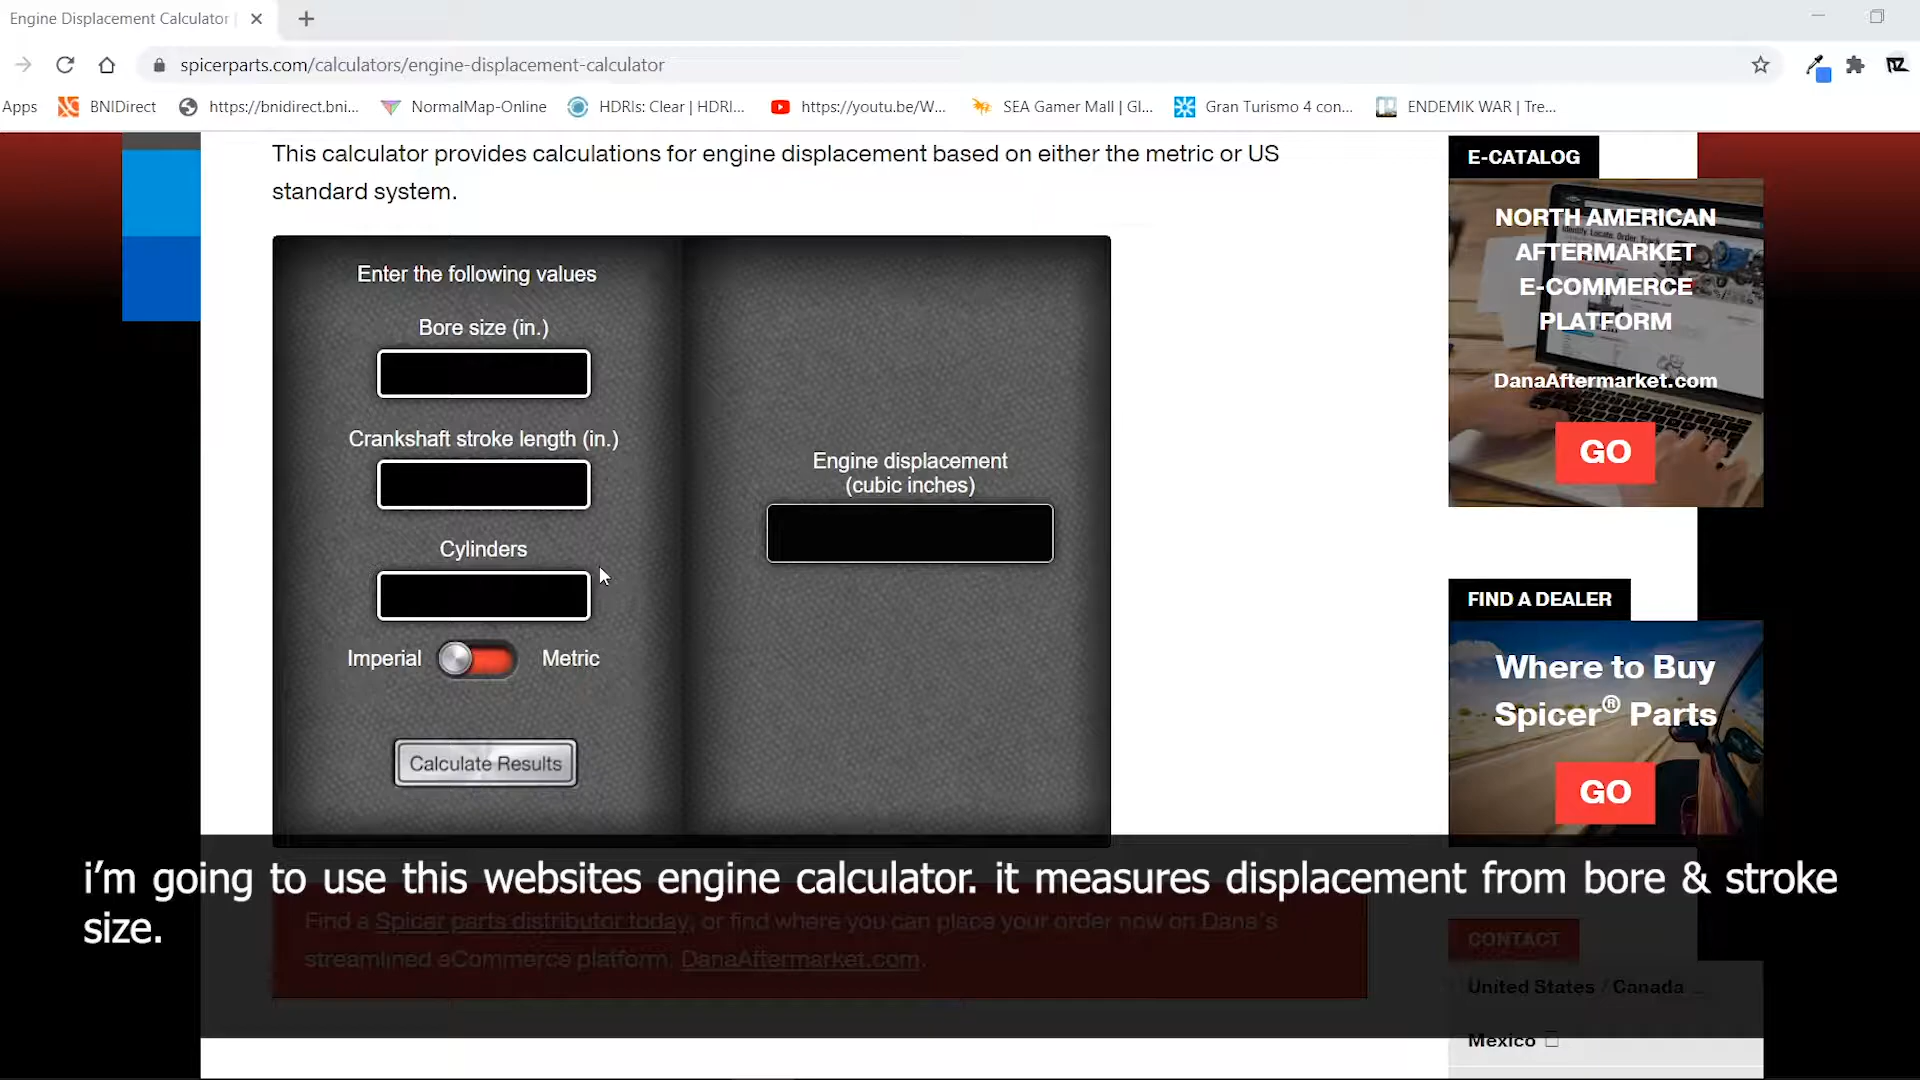 Engine Displacement Calculator
spicerparts.com/calculators/engine-displacement-calculator
Apps BNIDirect https://bnidirect.bni... NormalMap-Online HDRIs: Clear | HDRI... https://youtu.be/W... SEA Gamer Mall | Gl... Gran Turismo 4 con... ENDEMIK WAR | Tre...
This calculator provides calculations for engine displacement based on either the metric or US
standard system.
Enter the following values
Bore size (in.)
Crankshaft stroke length (in.)
Cylinders
Imperial Metric
Calculate Results
Engine displacement
(cubic inches)
E-CATALOG
NORTH AMERICAN
AFTERMARKET
E-COMMERCE
PLATFORM
DanaAftermarket.com
GO
FIND A DEALER
Where to Buy
Spicer® Parts
GO
i'm going to use this websites engine calculator. it measures displacement from bore & stroke
size.
Find a Spicer parts distributor today, or find where you can place your order now on Dana's
streamlined eCommerce platform, DanaAftermarket.com.
CONTACT
United States / Canada
Mexico